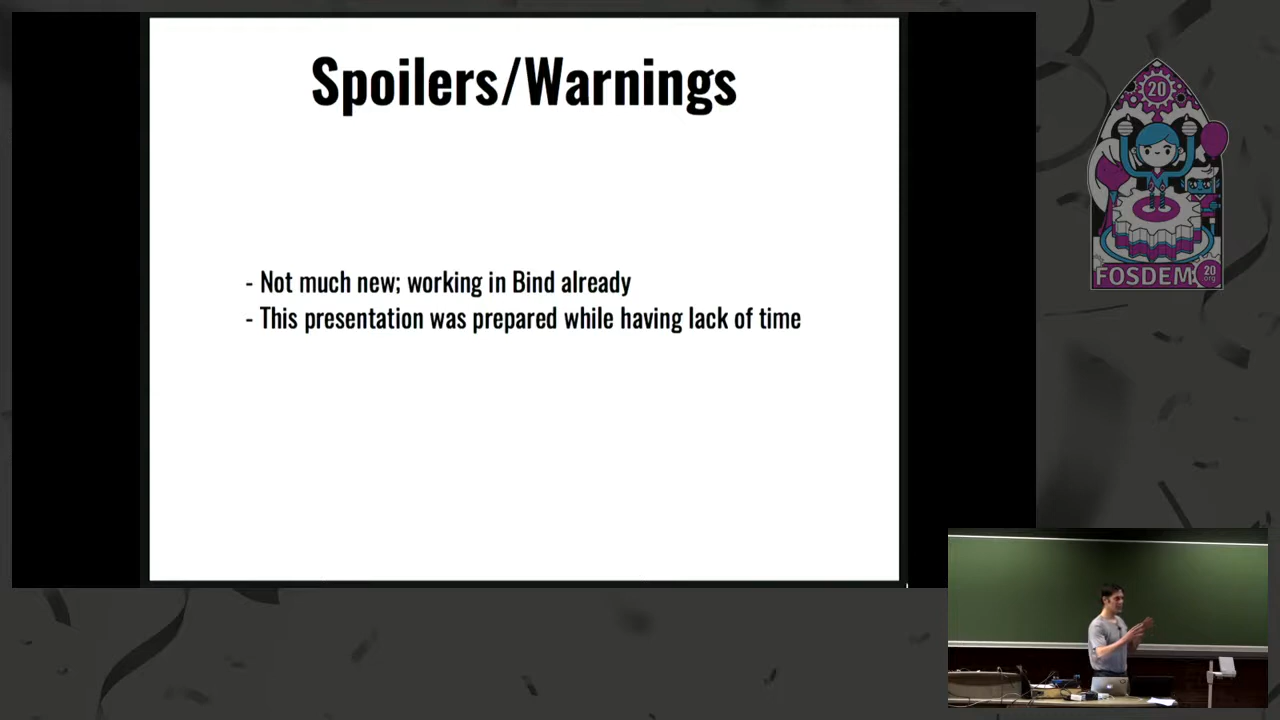 Spoilers/Warnings
- Not much new; working in Bind already
- This presentation was prepared while having lack of time
20
FOSDEM
20
org